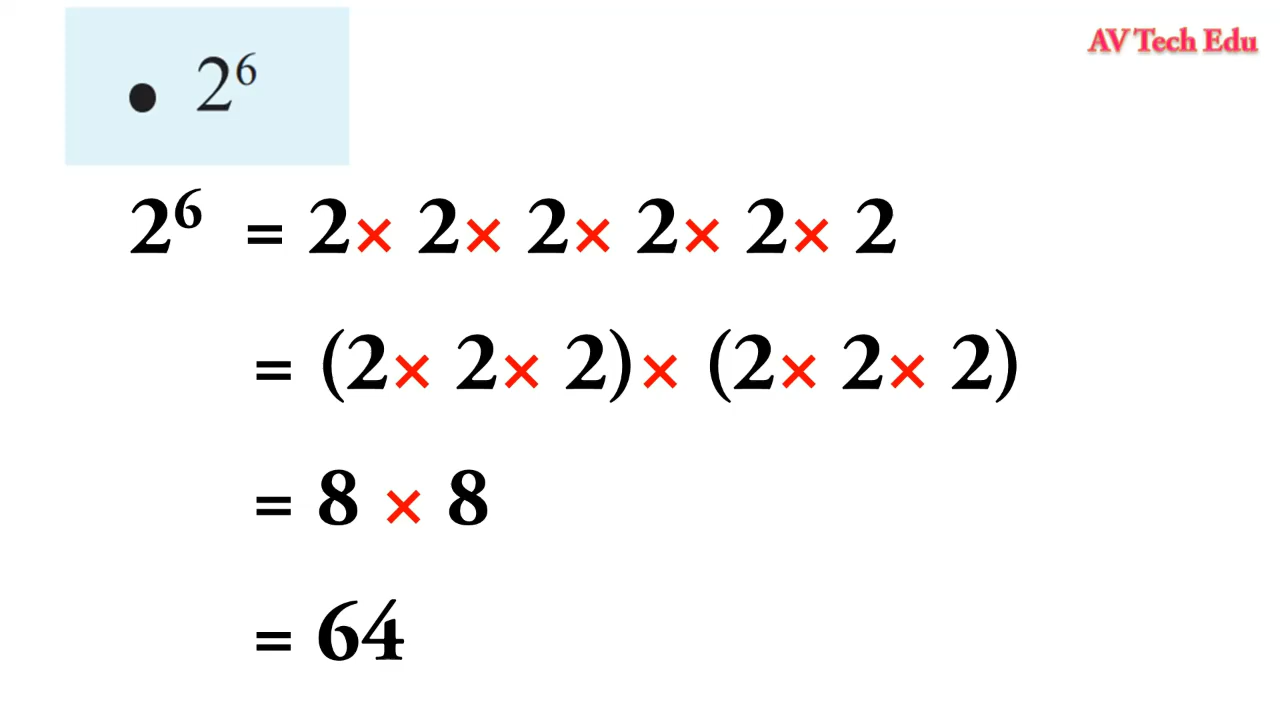 AV Tech Edu
• 2⁶
2⁶ = 2× 2× 2× 2× 2× 2
= (2× 2× 2)× (2× 2× 2)
= 8 × 8
= 64